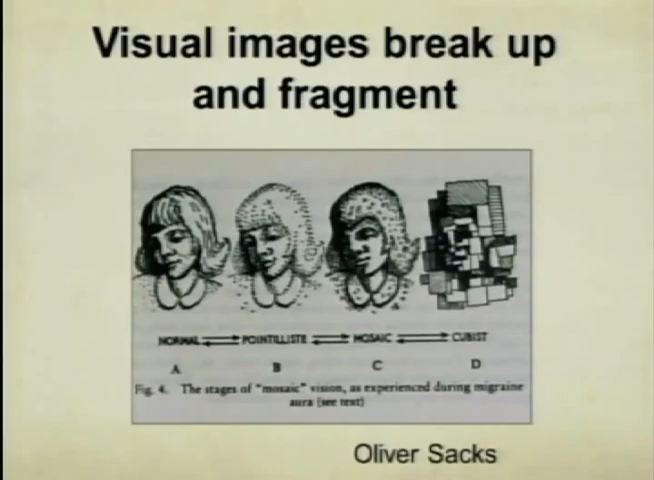 Visual images break up
and fragment
NORMAL POINTILLISTE MOSAIC CUBIST
A B C D
Fig. 4. The stages of "mosaic" vision, as experienced during migraine
aura (see text)
Oliver Sacks